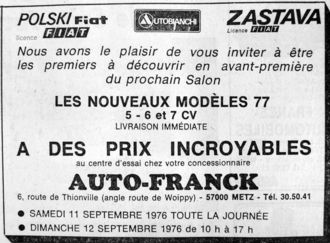 POLSKI Fiat
FIAT
licence
AUTOBIANCHI
ZASTAVA
Licence FIAT
Nous avons le plaisir de vous inviter à être
les premiers à découvrir en avant-première
du prochain Salon
LES NOUVEAUX MODÈLES 77
5 - 6 et 7 CV
LIVRAISON IMMÉDIATE
A DES PRIX INCROYABLES
au centre d'essai chez votre concessionnaire
AUTO-FRANCK
6, route de Thionville (angle route de Woippy) - 57000 METZ - Tél. 30.50.41
• SAMEDI 11 SEPTEMBRE 1976 TOUTE LA JOURNÉE
• DIMANCHE 12 SEPTEMBRE 1976 de 10 h à 17 h